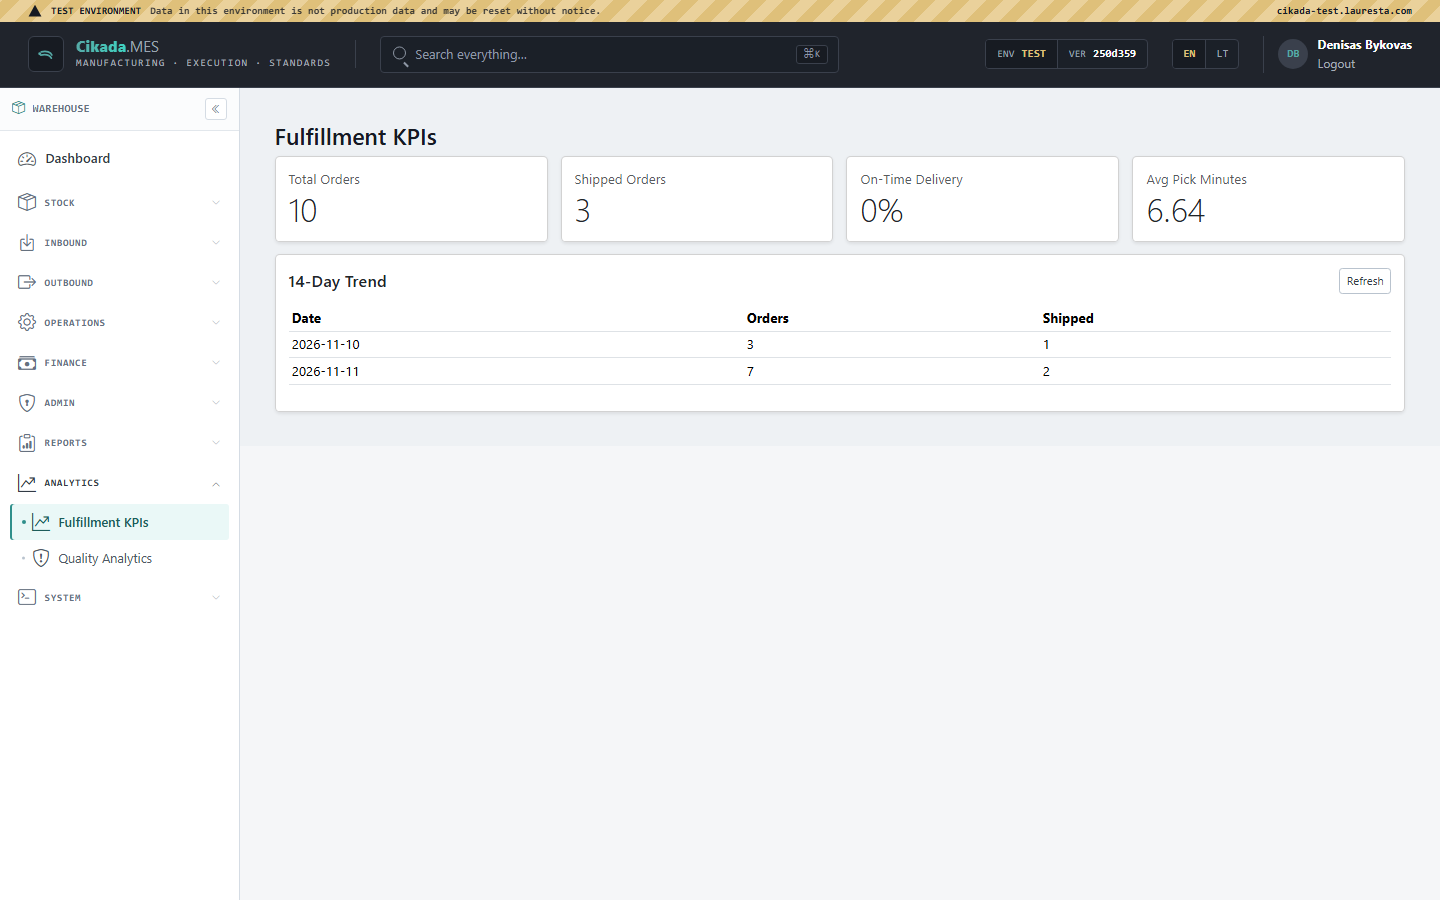 TEST ENVIRONMENT Data in this environment is not production data and may be reset without notice.
cikada-test.lauresta.com
Cikada.MES
MANUFACTURING · EXECUTION · STANDARDS
Search everything...
⌘K
ENV TEST
VER 250d359
EN
LT
DB
Denisas Bykovas
Logout
WAREHOUSE
Dashboard
STOCK
INBOUND
OUTBOUND
OPERATIONS
FINANCE
ADMIN
REPORTS
ANALYTICS
Fulfillment KPIs
Quality Analytics
SYSTEM
Fulfillment KPIs
Total Orders
10
Shipped Orders
3
On-Time Delivery
0%
Avg Pick Minutes
6.64
14-Day Trend
Refresh
Date Orders Shipped
2026-11-10 3 1
2026-11-11 7 2